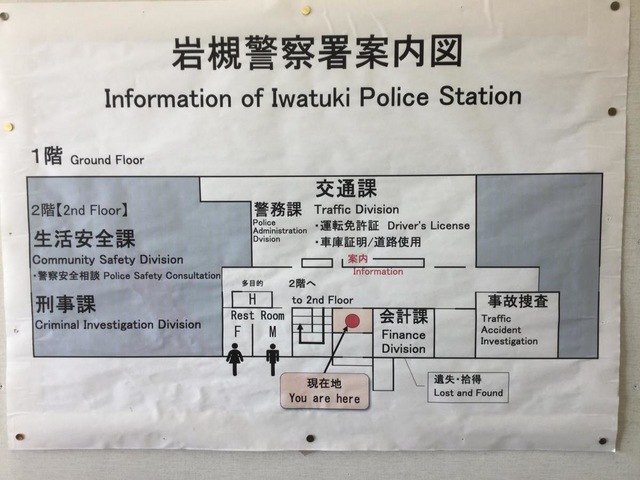 岩槻警察署案内図
Information of Iwatuki Police Station
1階 Ground Floor
交通課
Traffic Division
・運転免許証 Driver's License
・車庫証明/道路使用
警務課
Police
Administration
Division
2階【2nd Floor】
生活安全課
Community Safety Division
・警察安全相談 Police Safety Consultation
刑事課
Criminal Investigation Division
案内
Information
多目的
H
2階へ
to 2nd Floor
Rest Room
F M
会計課
Finance
Division
事故捜査
Traffic
Accident
Investigation
現在地
You are here
遺失・拾得
Lost and Found